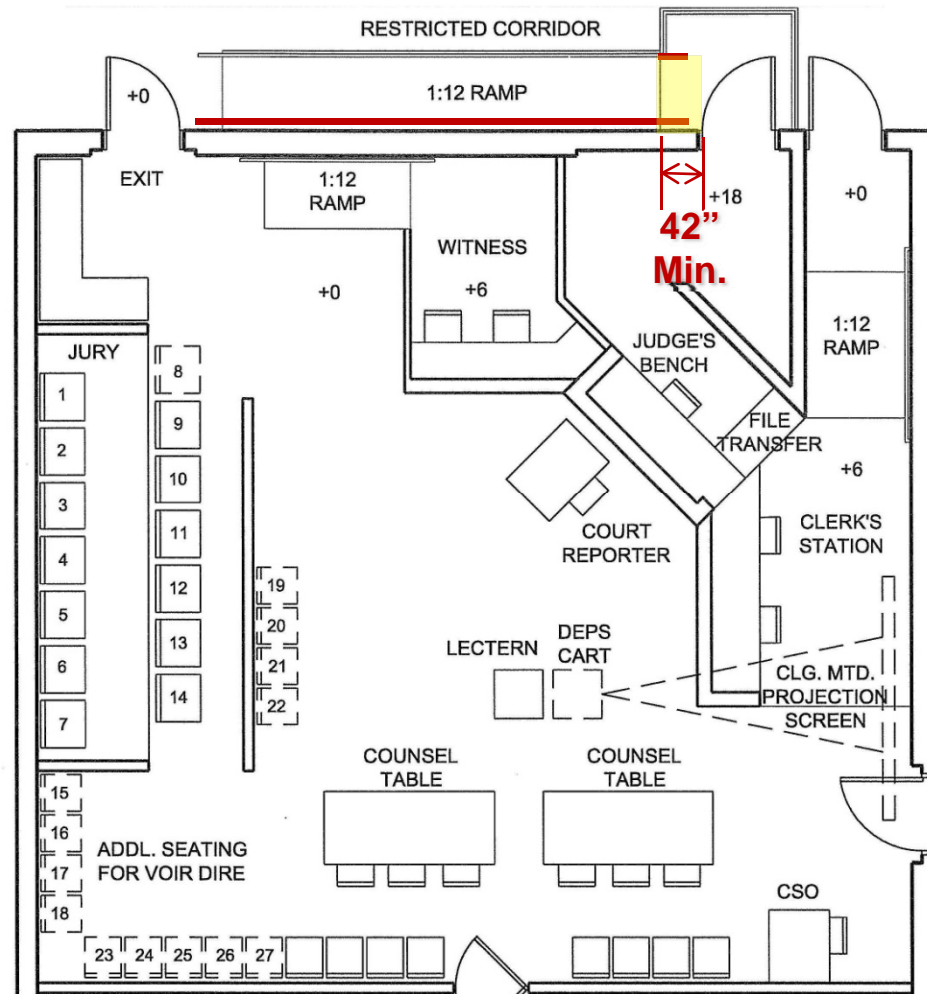 RESTRICTED CORRIDOR
+0
1:12 RAMP
EXIT
1:12
RAMP
+18
+0
42”
Min.
WITNESS
+6
+0
1:12
RAMP
JURY
JUDGE'S
BENCH
8
1
9
FILE
TRANSFER
2
10
+6
3
11
COURT
REPORTER
CLERK'S
STATION
4
12
19
5
13
20
LECTERN
DEPS
CART
6
21
14
22
7
CLG. MTD.
PROJECTION
SCREEN
COUNSEL
TABLE
COUNSEL
TABLE
15
16
17
18
ADDL. SEATING
FOR VOIR DIRE
CSO
23 24 25 26 27